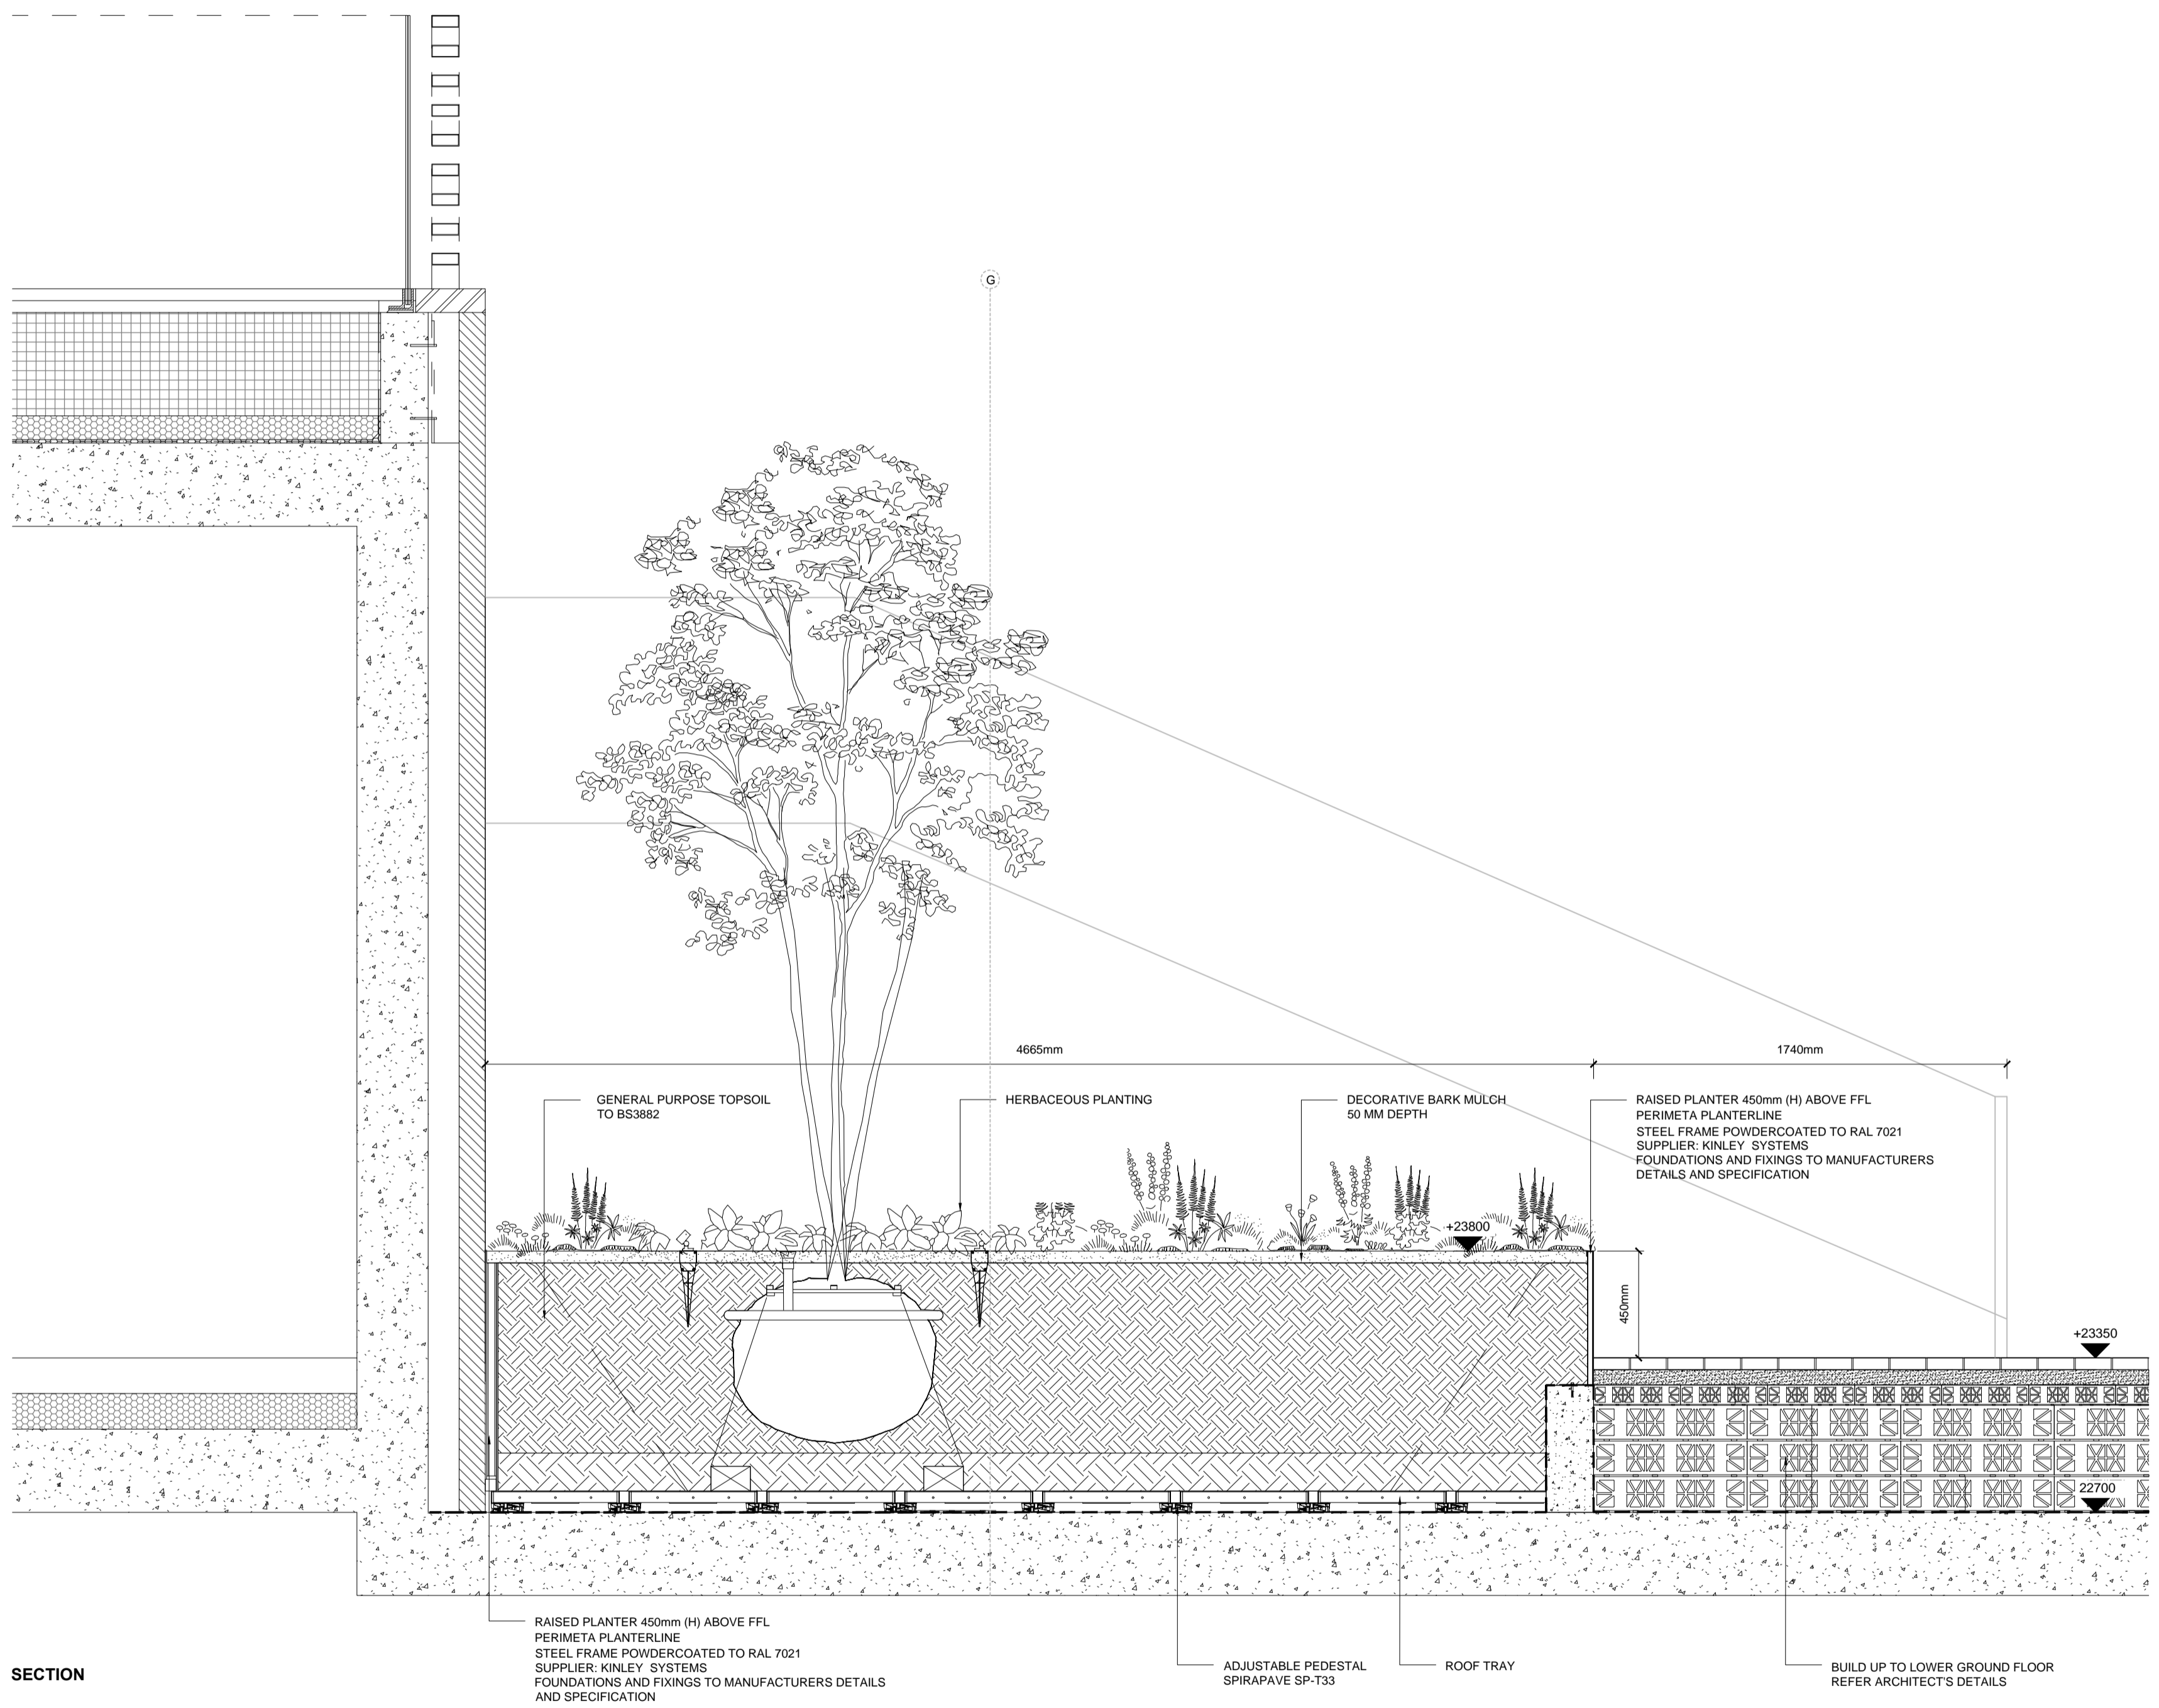 G
4665mm
1740mm
GENERAL PURPOSE TOPSOIL
TO BS3882
HERBACEOUS PLANTING
DECORATIVE BARK MULCH
50 MM DEPTH
RAISED PLANTER 450mm (H) ABOVE FFL
PERIMETA PLANTERLINE
STEEL FRAME POWDERCOATED TO RAL 7021
SUPPLIER: KINLEY SYSTEMS
FOUNDATIONS AND FIXINGS TO MANUFACTURERS
DETAILS AND SPECIFICATION
+23800
450mm
+23350
22700
RAISED PLANTER 450mm (H) ABOVE FFL
PERIMETA PLANTERLINE
STEEL FRAME POWDERCOATED TO RAL 7021
SUPPLIER: KINLEY SYSTEMS
FOUNDATIONS AND FIXINGS TO MANUFACTURERS DETAILS
AND SPECIFICATION
ADJUSTABLE PEDESTAL
SPIRAPAVE SP-T33
ROOF TRAY
BUILD UP TO LOWER GROUND FLOOR
REFER ARCHITECT'S DETAILS
SECTION